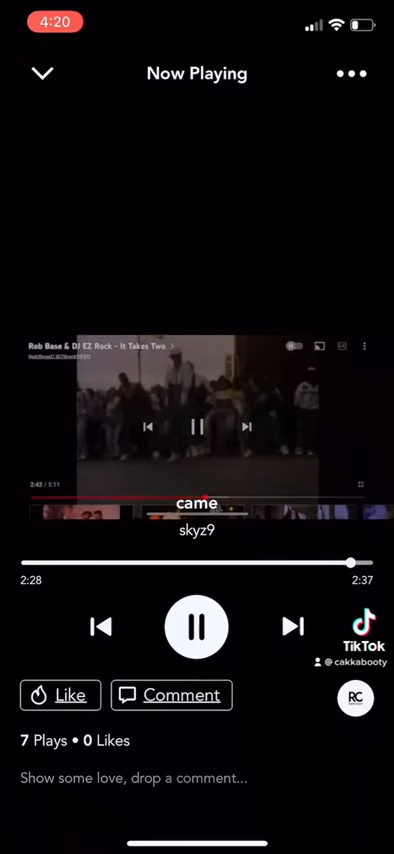 4:20
Now Playing
Rob Base & DJ EZ Rock - It Takes Two
2:43 / 5:11
came
skyz9
2:28
2:37
TikTok
@cakkabooty
Like
Comment
RC
7 Plays • 0 Likes
Show some love, drop a comment...